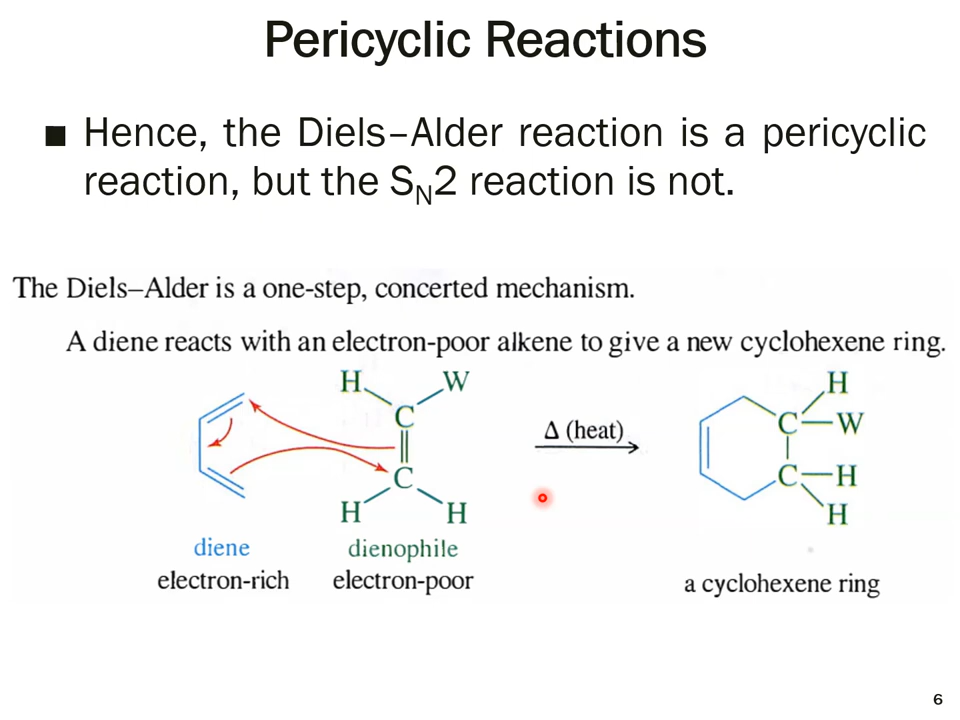 Pericyclic Reactions
■ Hence, the Diels–Alder reaction is a pericyclic
reaction, but the SN2 reaction is not.
The Diels–Alder is a one-step, concerted mechanism.
A diene reacts with an electron-poor alkene to give a new cyclohexene ring.
H W
C
C
H H
diene
electron-rich
dienophile
electron-poor
Δ (heat)
H
C—W
C—H
H
a cyclohexene ring
6